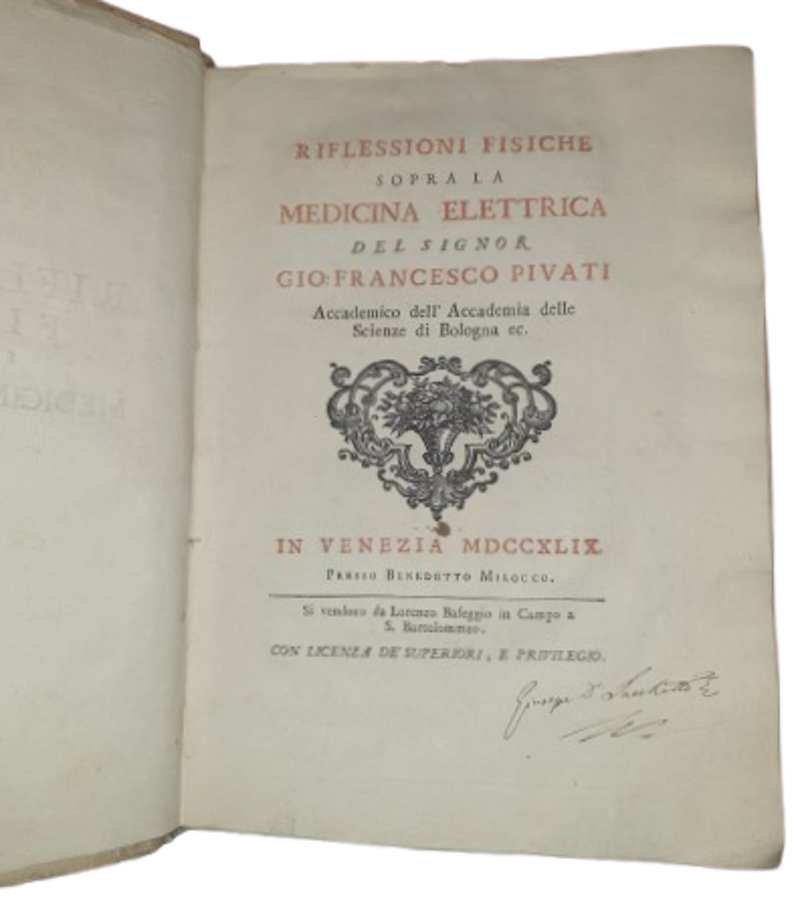 RIFLESSIONI FISICHE
SOPRA LA
MEDICINA ELETTRICA
DEL SIGNOR
GIO: FRANCESCO PIVATI
Accademico dell' Accademia delle
Scienze di Bologna ec.
IN VENEZIA MDCCXLIX.
PRESSO BENEDETTO MILOCCO.
Si vendono da Lorenzo Baseggio in Campo a
S. Bartolommeo.
CON LICENZA DE' SUPERIORI, E PRIVILEGIO.
Giuseppe